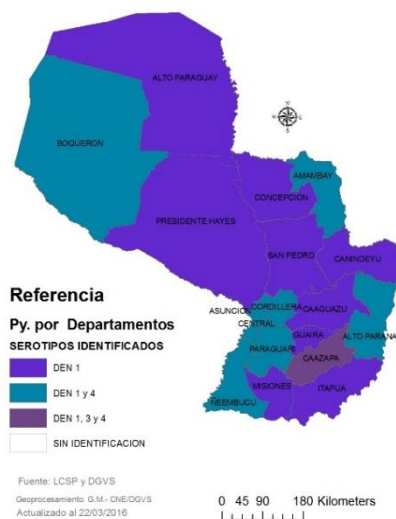 ALTO PARAGUAY
BOQUERON
AMAMBAY
CONCEPCION
PRESIDENTE HAYES
SAN PEDRO
CANINDEYU
ASUNCION
CORDILLERA
CAAGUAZU
CENTRAL
GUAIRA
ALTO PARANA
PARAGUARI
CAAZAPA
MISIONES
ITAPUA
ÑEEMBUCU
Referencia
Py. por Departamentos
SEROTIPOS IDENTIFICADOS
DEN 1
DEN 1 y 4
DEN 1, 3 y 4
SIN IDENTIFICACION
Fuente: LCSP y DGVS
Geoprocesamiento: G.M.- CNE/DGVS
Actualizado al 22/03/2016
0 45 90 180 Kilometers